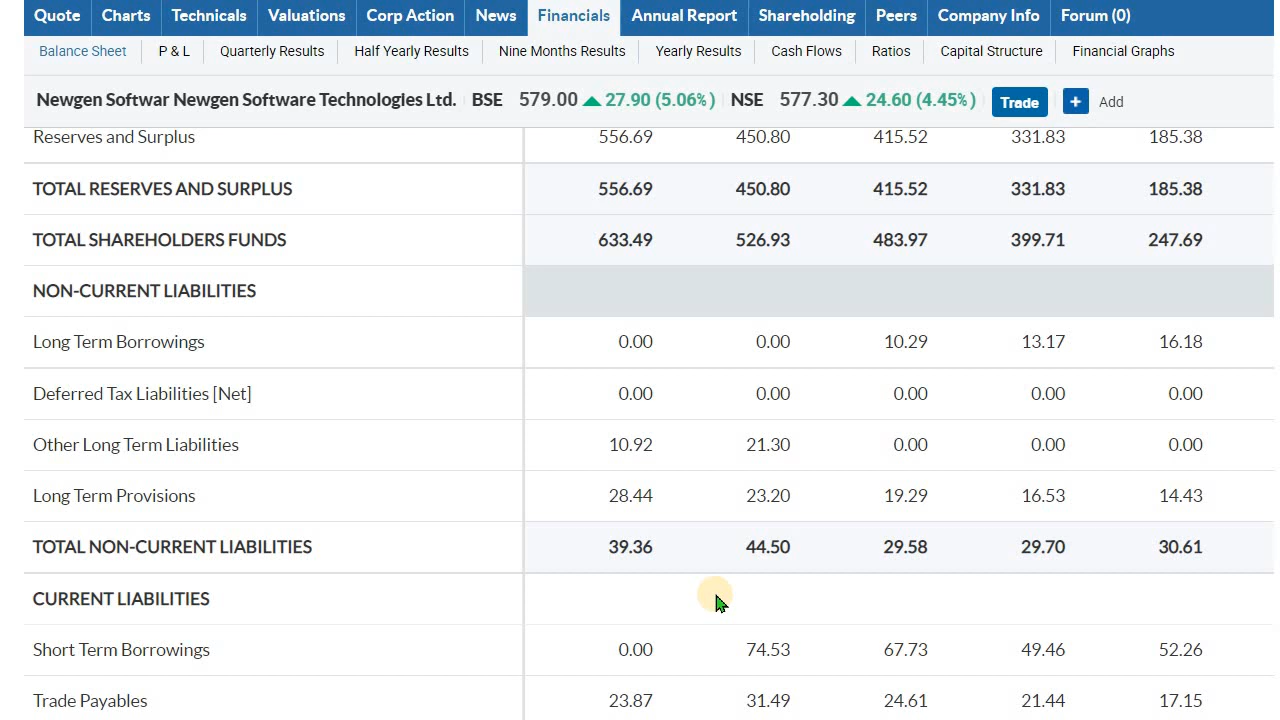 Quote Charts Technicals Valuations Corp Action News Financials Annual Report Shareholding Peers Company Info Forum (0)
Balance Sheet P & L Quarterly Results Half Yearly Results Nine Months Results Yearly Results Cash Flows Ratios Capital Structure Financial Graphs
Newgen Softwar Newgen Software Technologies Ltd. BSE 579.00 27.90 (5.06%) NSE 577.30 24.60 (4.45%) Trade + Add
Reserves and Surplus 556.69 450.80 415.52 331.83 185.38
TOTAL RESERVES AND SURPLUS 556.69 450.80 415.52 331.83 185.38
TOTAL SHAREHOLDERS FUNDS 633.49 526.93 483.97 399.71 247.69
NON-CURRENT LIABILITIES
Long Term Borrowings 0.00 0.00 10.29 13.17 16.18
Deferred Tax Liabilities [Net] 0.00 0.00 0.00 0.00 0.00
Other Long Term Liabilities 10.92 21.30 0.00 0.00 0.00
Long Term Provisions 28.44 23.20 19.29 16.53 14.43
TOTAL NON-CURRENT LIABILITIES 39.36 44.50 29.58 29.70 30.61
CURRENT LIABILITIES
Short Term Borrowings 0.00 74.53 67.73 49.46 52.26
Trade Payables 23.87 31.49 24.61 21.44 17.15